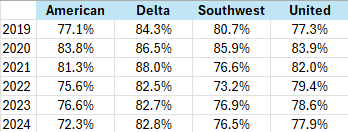 American Delta Southwest United
2019 77.1% 84.3% 80.7% 77.3%
2020 83.8% 86.5% 85.9% 83.9%
2021 81.3% 88.0% 76.6% 82.0%
2022 75.6% 82.5% 73.2% 79.4%
2023 76.6% 82.7% 76.9% 78.6%
2024 72.3% 82.8% 76.5% 77.9%